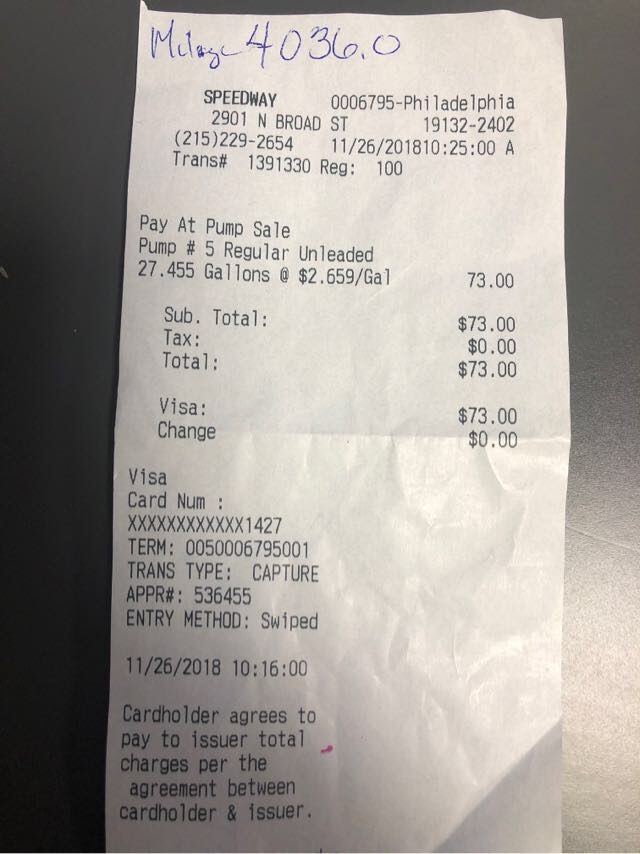 Milage 4036.0
SPEEDWAY 0006795-Philadelphia
2901 N BROAD ST 19132-2402
(215)229-2654 11/26/201810:25:00 A
Trans# 1391330 Reg: 100
Pay At Pump Sale
Pump # 5 Regular Unleaded
27.455 Gallons @ $2.659/Gal 73.00
Sub. Total: $73.00
Tax: $0.00
Total: $73.00
Visa: $73.00
Change $0.00
Visa
Card Num :
XXXXXXXXXXXX1427
TERM: 0050006795001
TRANS TYPE: CAPTURE
APPR#: 536455
ENTRY METHOD: Swiped
11/26/2018 10:16:00
Cardholder agrees to
pay to issuer total
charges per the
agreement between
cardholder & issuer.